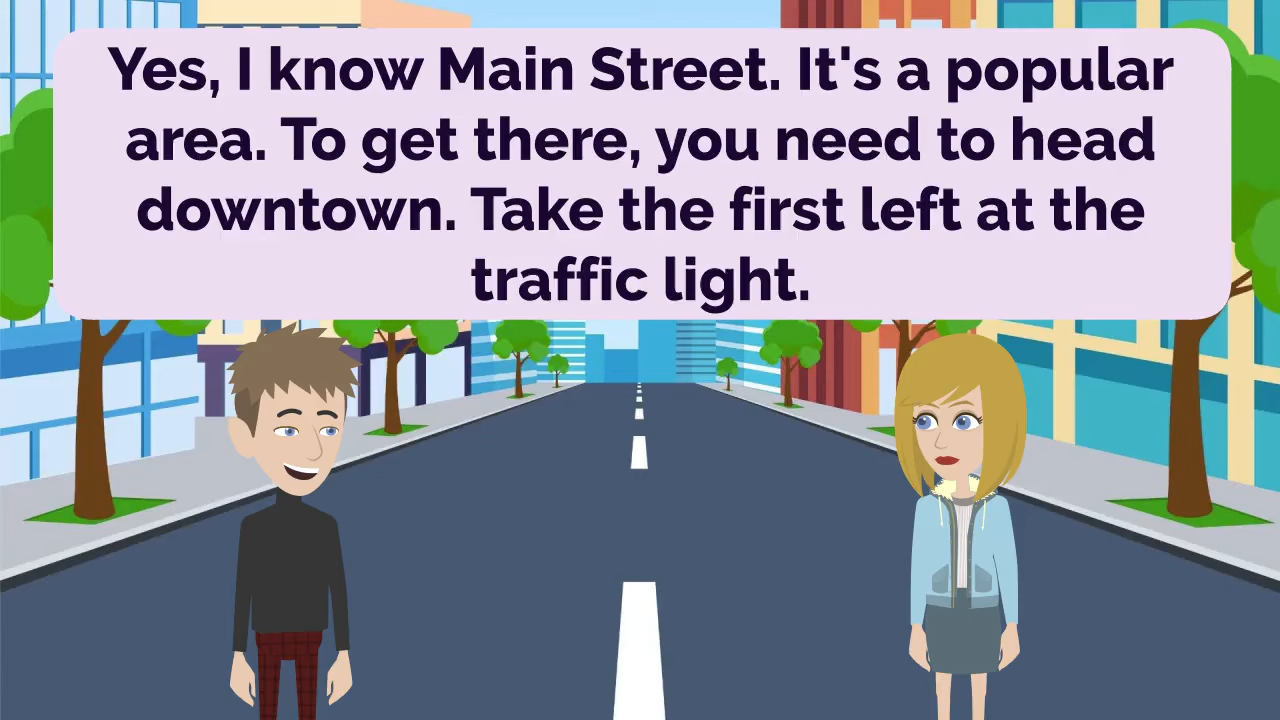 Yes, I know Main Street. It's a popular
area. To get there, you need to head
downtown. Take the first left at the
traffic light.